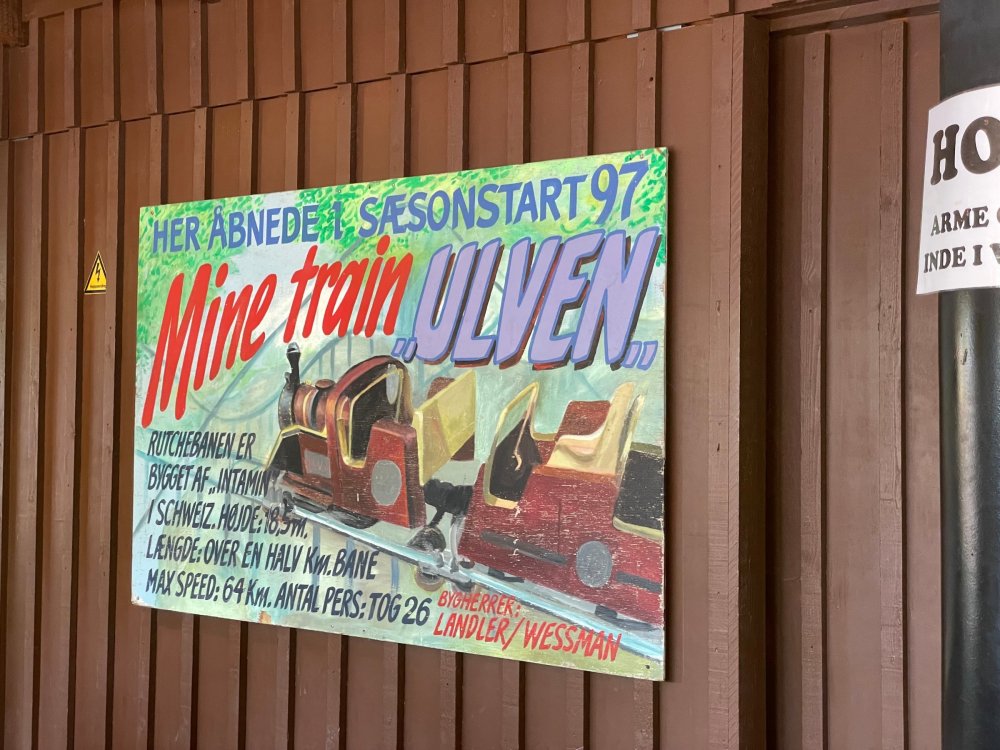 HER ÅBNEDE I SÆSONSTART 97
Mine train „ULVEN„
RUTCHEBANEN ER
BYGGET AF „INTAMIN
I SCHWEIZ. HØJDE: 18,5 m.
LÆNGDE: OVER EN HALV Km. BANE
MAX SPEED: 64 Km. ANTAL PERS: TOG 26
BYGHERRER:
LANDLER/WESSMAN
HO
ARME
INDE I